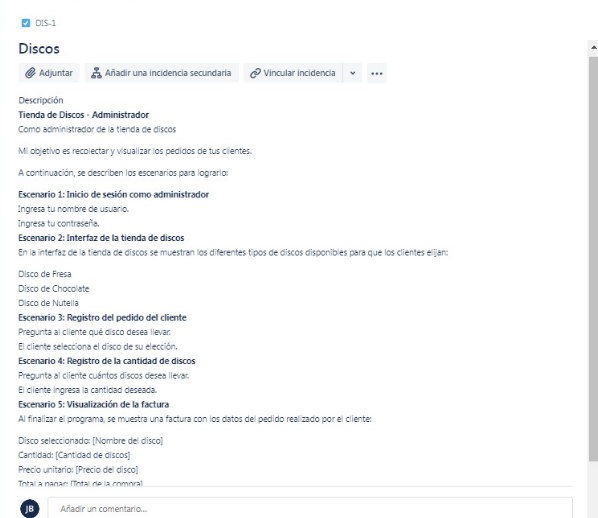 DIS-1
Discos
Adjuntar Añadir una incidencia secundaria Vincular incidencia
Descripción
Tienda de Discos - Administrador
Como administrador de la tienda de discos
Mi objetivo es recolectar y visualizar los pedidos de tus clientes.
A continuación, se describen los escenarios para lograrlo:
Escenario 1: Inicio de sesión como administrador
Ingresa tu nombre de usuario.
Ingresa tu contraseña.
Escenario 2: Interfaz de la tienda de discos
En la interfaz de la tienda de discos se muestran los diferentes tipos de discos disponibles para que los clientes elijan:
Disco de Fresa
Disco de Chocolate
Disco de Nutella
Escenario 3: Registro del pedido del cliente
Pregunta al cliente qué disco desea llevar.
El cliente selecciona el disco de su elección.
Escenario 4: Registro de la cantidad de discos
Pregunta al cliente cuántos discos desea llevar.
El cliente ingresa la cantidad deseada.
Escenario 5: Visualización de la factura
Al finalizar el programa, se muestra una factura con los datos del pedido realizado por el cliente:
Disco seleccionado: [Nombre del disco]
Cantidad: [Cantidad de discos]
Precio unitario: [Precio del disco]
Total a pagar: [Total de la compra]
JB Añadir un comentario...